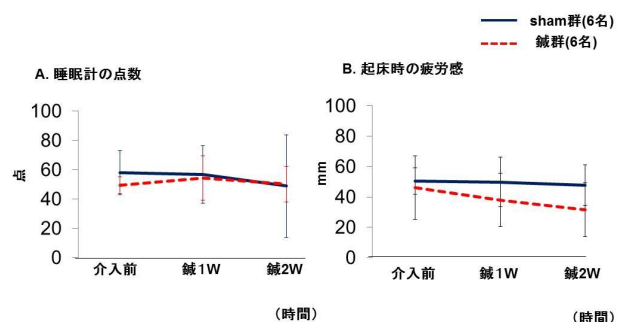 sham群(6名)
鍼群(6名)
A. 睡眠計の点数
B. 起床時の疲労感
100
80
60
40
20
0
点
介入前 鍼1W 鍼2W
(時間)
100
80
60
40
20
0
mm
介入前 鍼1W 鍼2W
(時間)